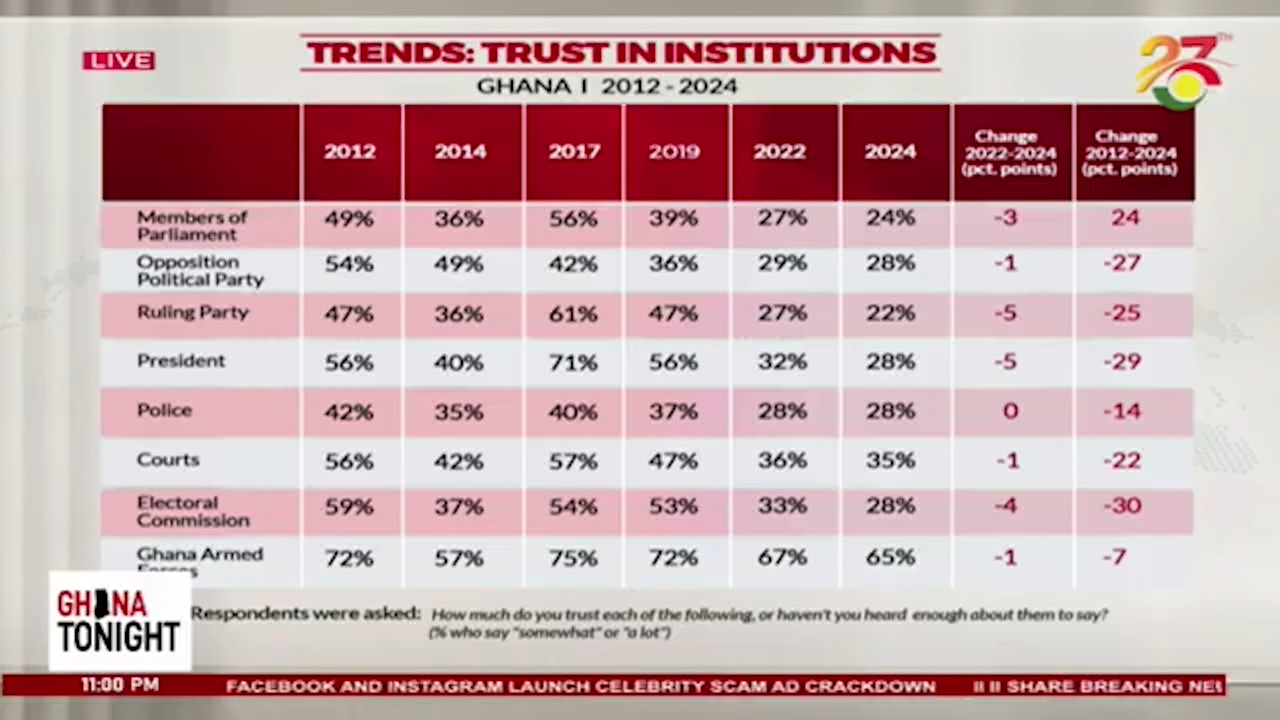 LIVE
TRENDS: TRUST IN INSTITUTIONS
23TH
GHANA I 2012 - 2024
2012 2014 2017 2019 2022 2024 Change 2022-2024 (pct. points) Change 2012-2024 (pct. points)
Members of Parliament 49% 36% 56% 39% 27% 24% -3 24
Opposition Political Party 54% 49% 42% 36% 29% 28% -1 -27
Ruling Party 47% 36% 61% 47% 27% 22% -5 -25
President 56% 40% 71% 56% 32% 28% -5 -29
Police 42% 35% 40% 37% 28% 28% 0 -14
Courts 56% 42% 57% 47% 36% 35% -1 -22
Electoral Commission 59% 37% 54% 53% 33% 28% -4 -30
Ghana Armed Forces 72% 57% 75% 72% 67% 65% -1 -7
Respondents were asked: How much do you trust each of the following, or haven't you heard enough about them to say?
(% who say "somewhat" or "a lot")
GHANA
TONIGHT
11:00 PM FACEBOOK AND INSTAGRAM LAUNCH CELEBRITY SCAM AD CRACKDOWN II II SHARE BREAKING